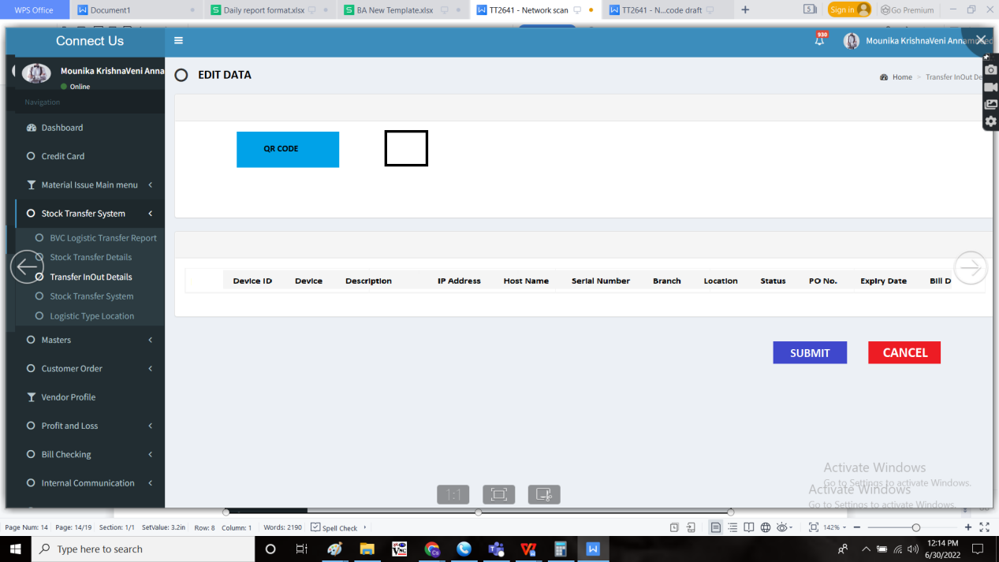 WPS Office
Document1
Daily report format.xlsx
BA New Template.xlsx
TT2641 - Network scan
TT2641 - N...code draft
Sign in
Go Premium
Connect Us
930
Mounika KrishnaVeni
Mounika KrishnaVeni Anna
Online
EDIT DATA
Home > Transfer InOut De
Navigation
Dashboard
Credit Card
Material Issue Main menu
Stock Transfer System
BVC Logistic Transfer Report
Stock Transfer Details
Transfer InOut Details
Stock Transfer System
Logistic Type Location
Masters
Customer Order
Vendor Profile
Profit and Loss
Bill Checking
Internal Communication
QR CODE
Device ID Device Description IP Address Host Name Serial Number Branch Location Status PO No. Expiry Date Bill D
SUBMIT CANCEL
1:1
Activate Windows
Go to Settings to activate Windows.
Activate Windows
Go to Settings to activate Windows.
Page Num: 14 Page: 14/19 Section: 1/1 SetValue: 3.2in Row: 8 Column: 1 Words: 2190 Spell Check 142%
Type here to search
12:14 PM
6/30/2022